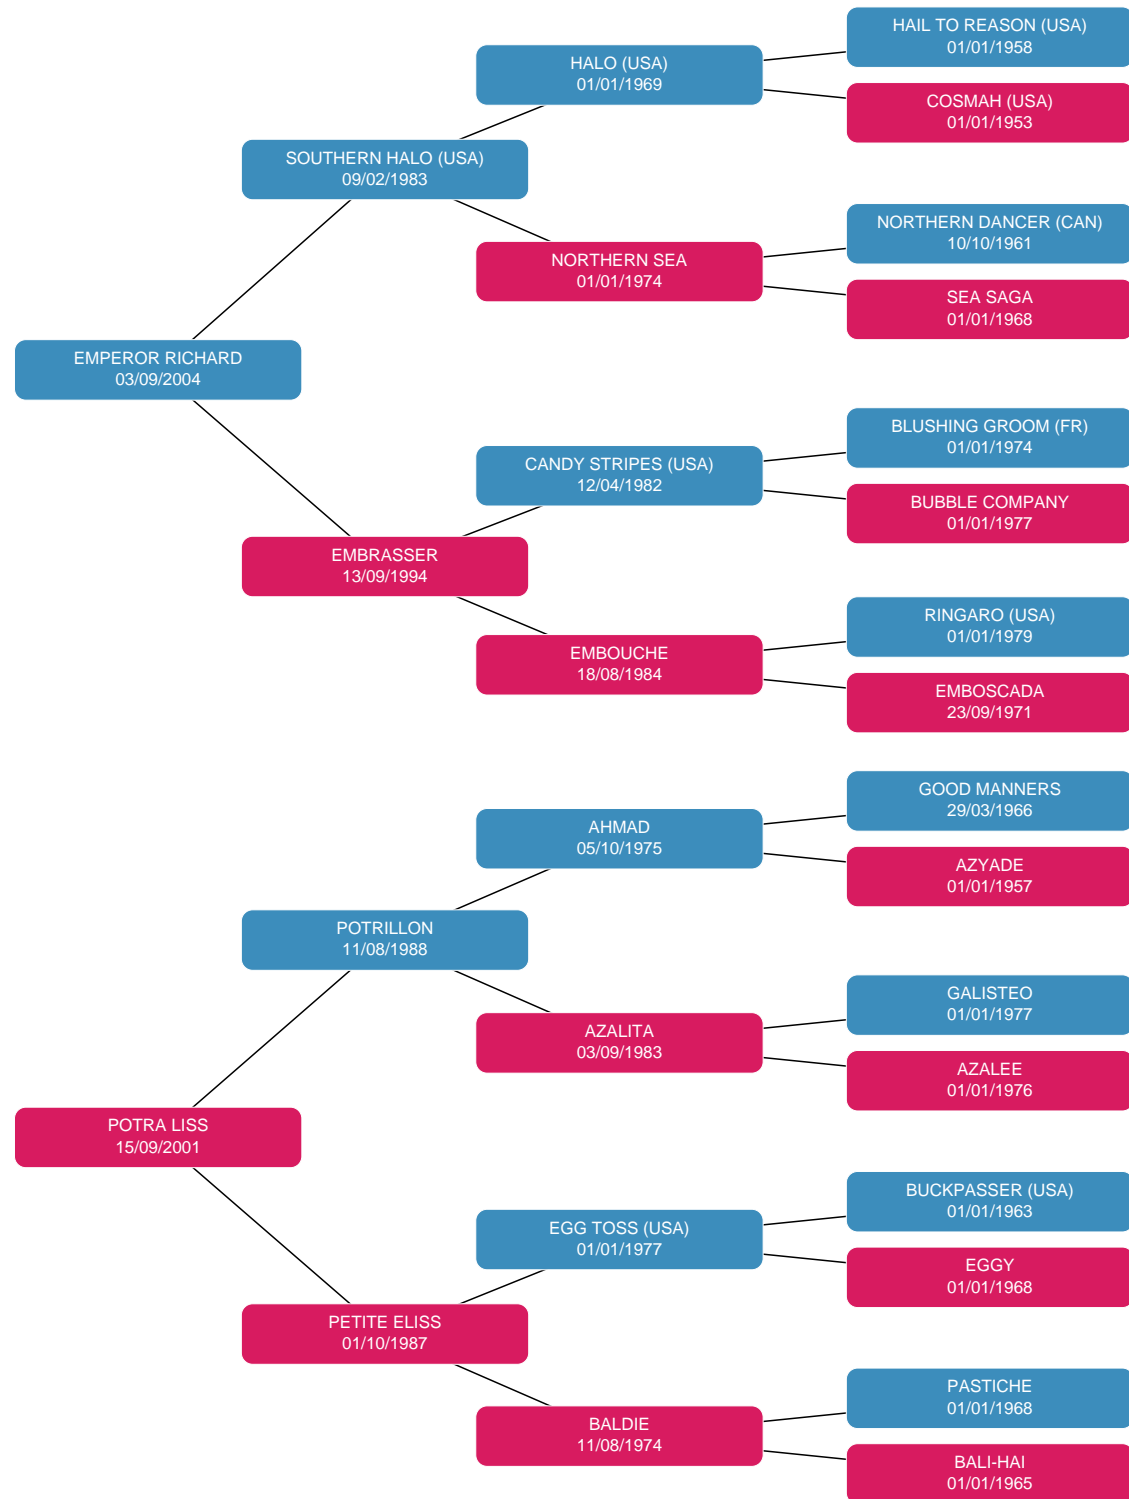 HAIL TO REASON (USA)
01/01/1958
HALO (USA)
01/01/1969
COSMAH (USA)
01/01/1953
SOUTHERN HALO (USA)
09/02/1983
NORTHERN DANCER (CAN)
10/10/1961
NORTHERN SEA
01/01/1974
SEA SAGA
01/01/1968
EMPEROR RICHARD
03/09/2004
BLUSHING GROOM (FR)
01/01/1974
CANDY STRIPES (USA)
12/04/1982
BUBBLE COMPANY
01/01/1977
EMBRASSER
13/09/1994
RINGARO (USA)
01/01/1979
EMBOUCHE
18/08/1984
EMBOSCADA
23/09/1971
GOOD MANNERS
29/03/1966
AHMAD
05/10/1975
AZYADE
01/01/1957
POTRILLON
11/08/1988
GALISTEO
01/01/1977
AZALITA
03/09/1983
AZALEE
01/01/1976
POTRA LISS
15/09/2001
BUCKPASSER (USA)
01/01/1963
EGG TOSS (USA)
01/01/1977
EGGY
01/01/1968
PETITE ELISS
01/10/1987
PASTICHE
01/01/1968
BALDIE
11/08/1974
BALI-HAI
01/01/1965